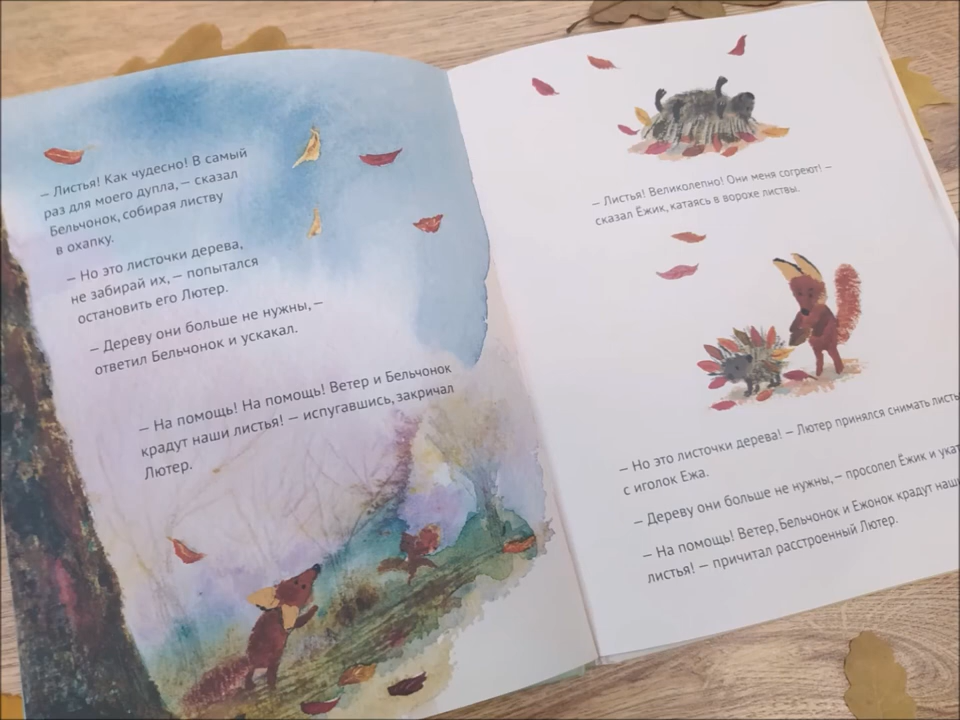 — Листья! Как чудесно! В самый
раз для моего дупла, — сказал
Бельчонок, собирая листву
в охапку.
— Но это листочки дерева,
не забирай их, — попытался
остановить его Лютер.
— Дереву они больше не нужны, —
ответил Бельчонок и ускакал.
— На помощь! На помощь! Ветер и Бельчонок
крадут наши листья! — испугавшись, закричал
Лютер.
— Листья! Великолепно! Они меня согреют! —
сказал Ёжик, катаясь в ворохе листвы.
— Но это листочки дерева! — Лютер принялся снимать
с иголок Ежа.
— Дереву они больше не нужны, — просопел Ёжик и
— На помощь! Ветер, Бельчонок и Ежонок крадут
листья! — причитал расстроенный Лютер.